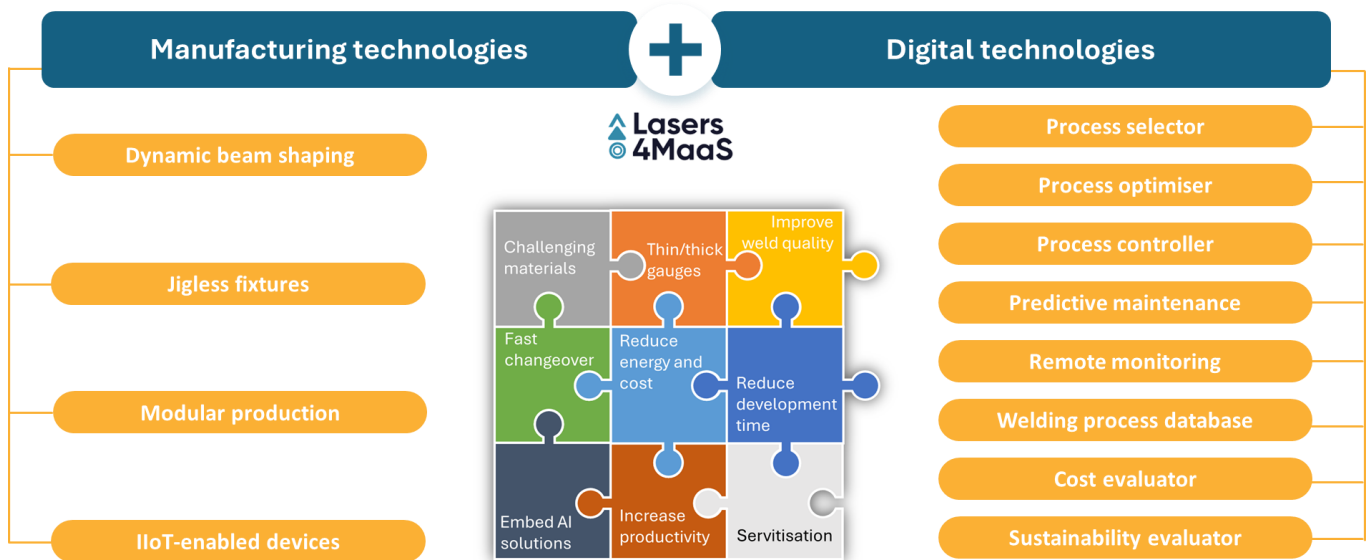 Manufacturing technologies
Digital technologies
Lasers
4MaaS
Dynamic beam shaping
Jigless fixtures
Modular production
IIoT-enabled devices
Challenging
materials
Thin/thick
gauges
Improve
weld quality
Fast
changeover
Reduce
energy and
cost
Reduce
development
time
Embed AI
solutions
Increase
productivity
Servitisation
Process selector
Process optimiser
Process controller
Predictive maintenance
Remote monitoring
Welding process database
Cost evaluator
Sustainability evaluator